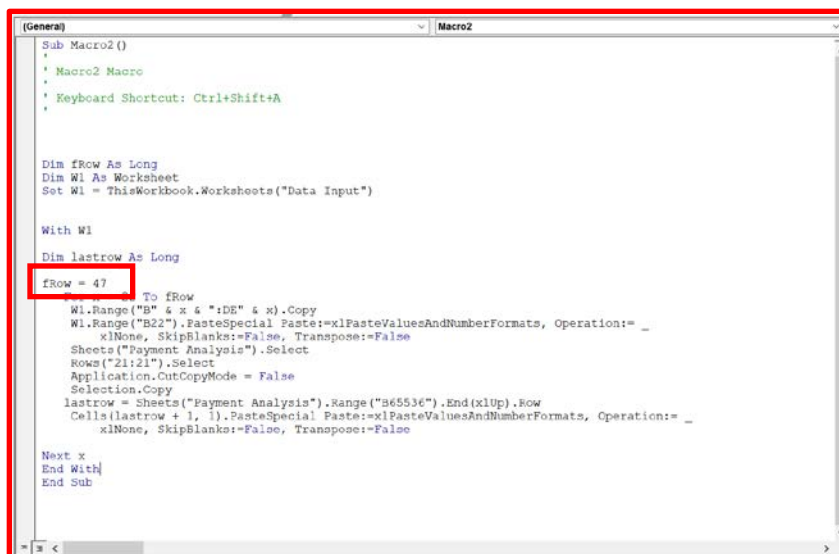 (General)
Macro2
Sub Macro2()
'
' Macro2 Macro
'
' Keyboard Shortcut: Ctrl+Shift+A
'
Dim fRow As Long
Dim W1 As Worksheet
Set W1 = ThisWorkbook.Worksheets("Data Input")
With W1
Dim lastrow As Long
fRow = 47
To fRow
W1.Range("B" & x & ":DE" & x).Copy
W1.Range("B22").PasteSpecial Paste:=xlPasteValuesAndNumberFormats, Operation:= _
xlNone, SkipBlanks:=False, Transpose:=False
Sheets("Payment Analysis").Select
Rows("21:21").Select
Application.CutCopyMode = False
Selection.Copy
lastrow = Sheets("Payment Analysis").Range("B65536").End(xlUp).Row
Cells(lastrow + 1, 1).PasteSpecial Paste:=xlPasteValuesAndNumberFormats, Operation:= _
xlNone, SkipBlanks:=False, Transpose:=False
Next x
End With
End Sub